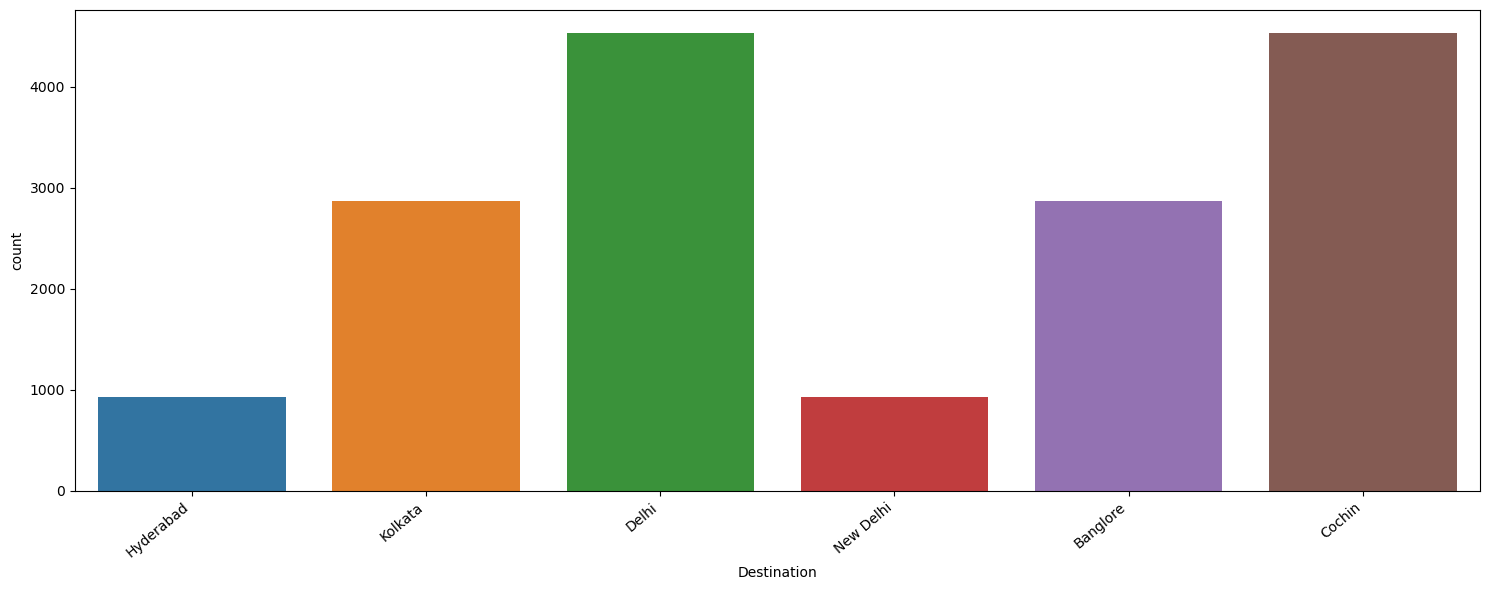 4000
3000
2000
1000
0
count
Hyderabad
Kolkata
Delhi
New Delhi
Banglore
Cochin
Destination